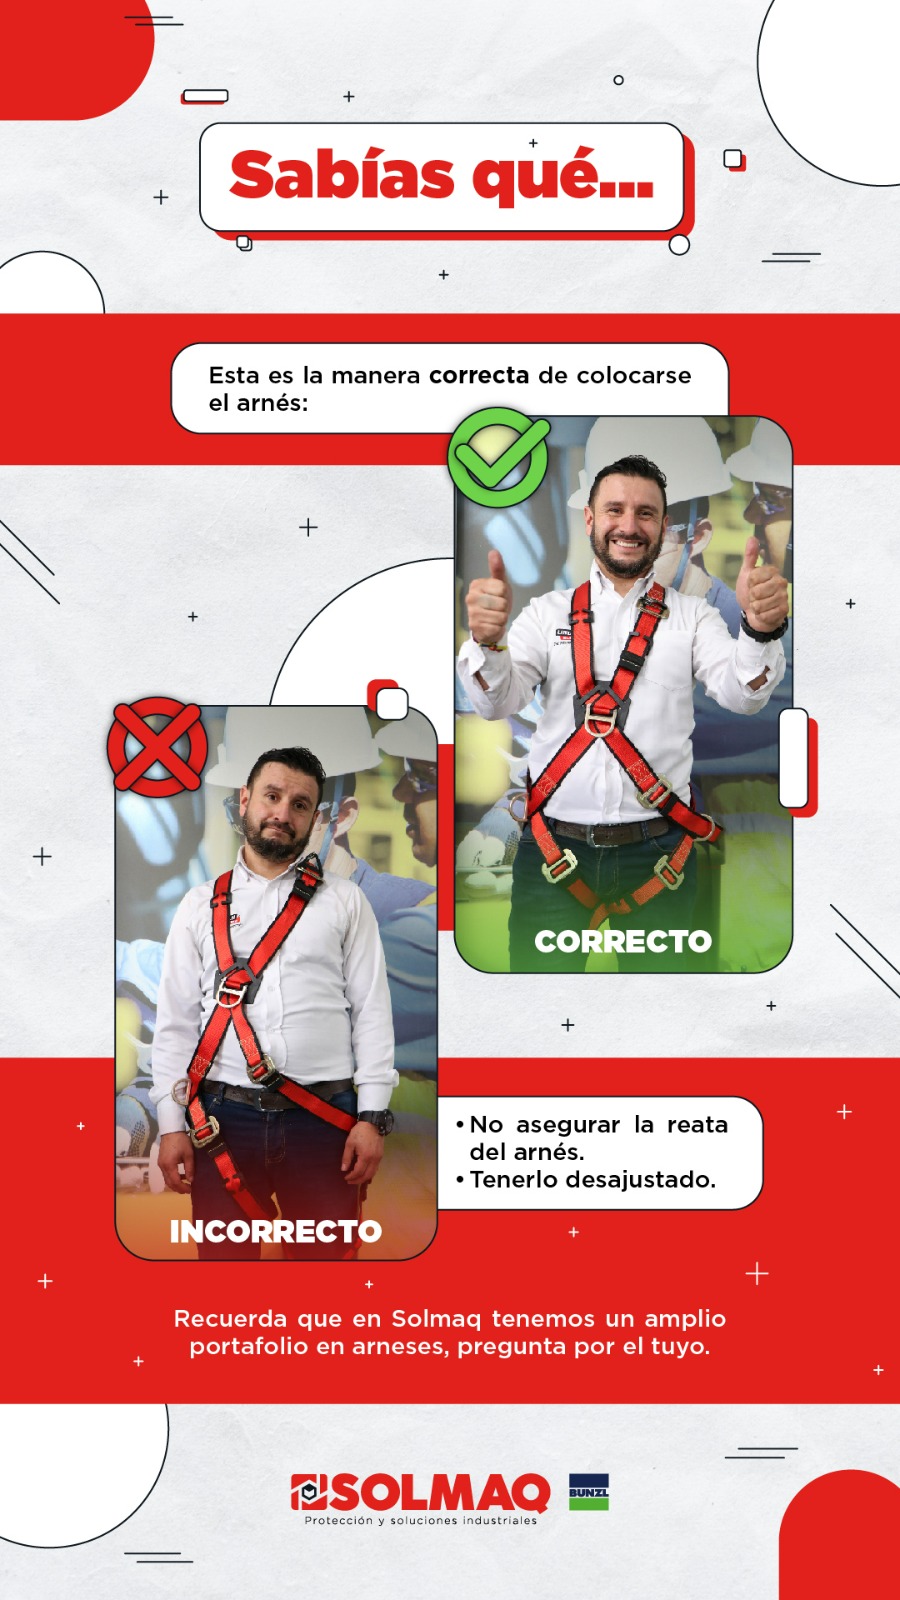 Sabías qué...
Esta es la manera correcta de colocarse
el arnés:
CORRECTO
INCORRECTO
• No asegurar la reata
del arnés.
• Tenerlo desajustado.
Recuerda que en Solmaq tenemos un amplio
portafolio en arneses, pregunta por el tuyo.
SOLMAQ
Protección y soluciones industriales
BUNZL